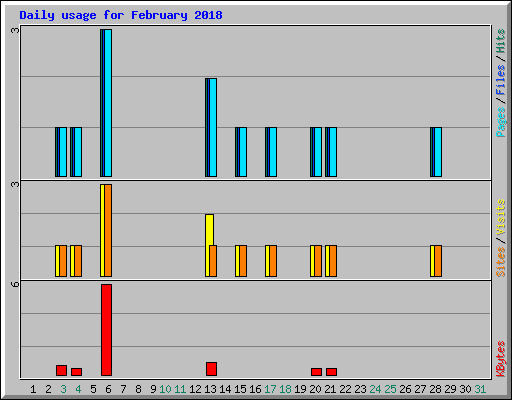 Daily usage for February 2018
3
3
6
Pages/Files/Hits
Sites/Visits
KBytes
1 2 3 4 5 6 7 8 9 10 11 12 13 14 15 16 17 18 19 20 21 22 23 24 25 26 27 28 29 30 31